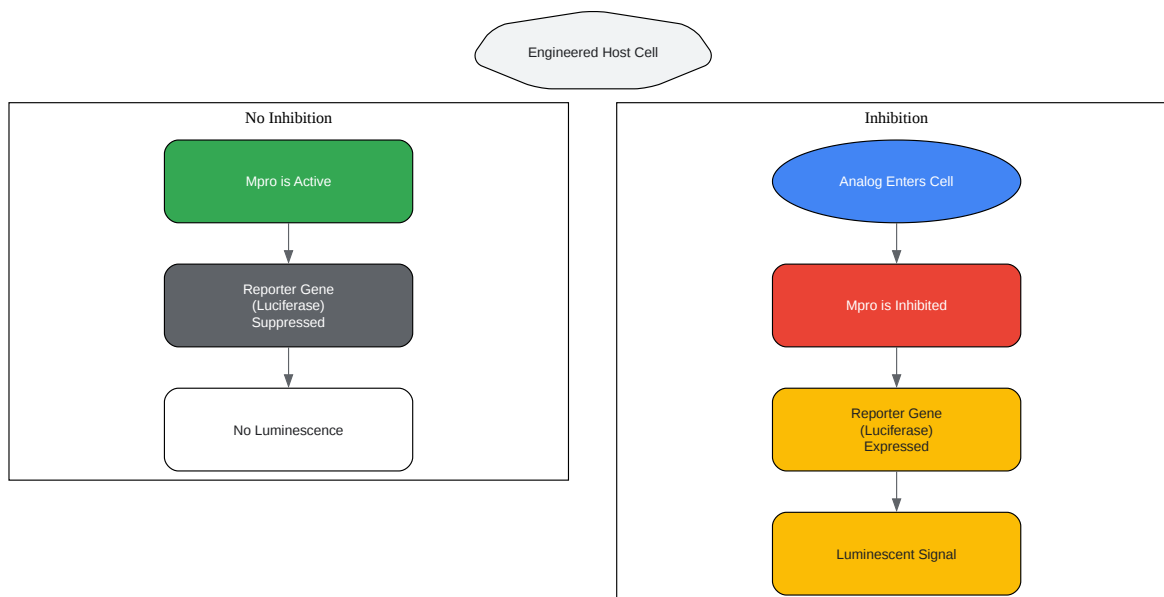 Engineered Host Cell
No Inhibition
Mpro is Active
Reporter Gene
(Luciferase)
Suppressed
No Luminescence
Inhibition
Analog Enters Cell
Mpro is Inhibited
Reporter Gene
(Luciferase)
Expressed
Luminescent Signal